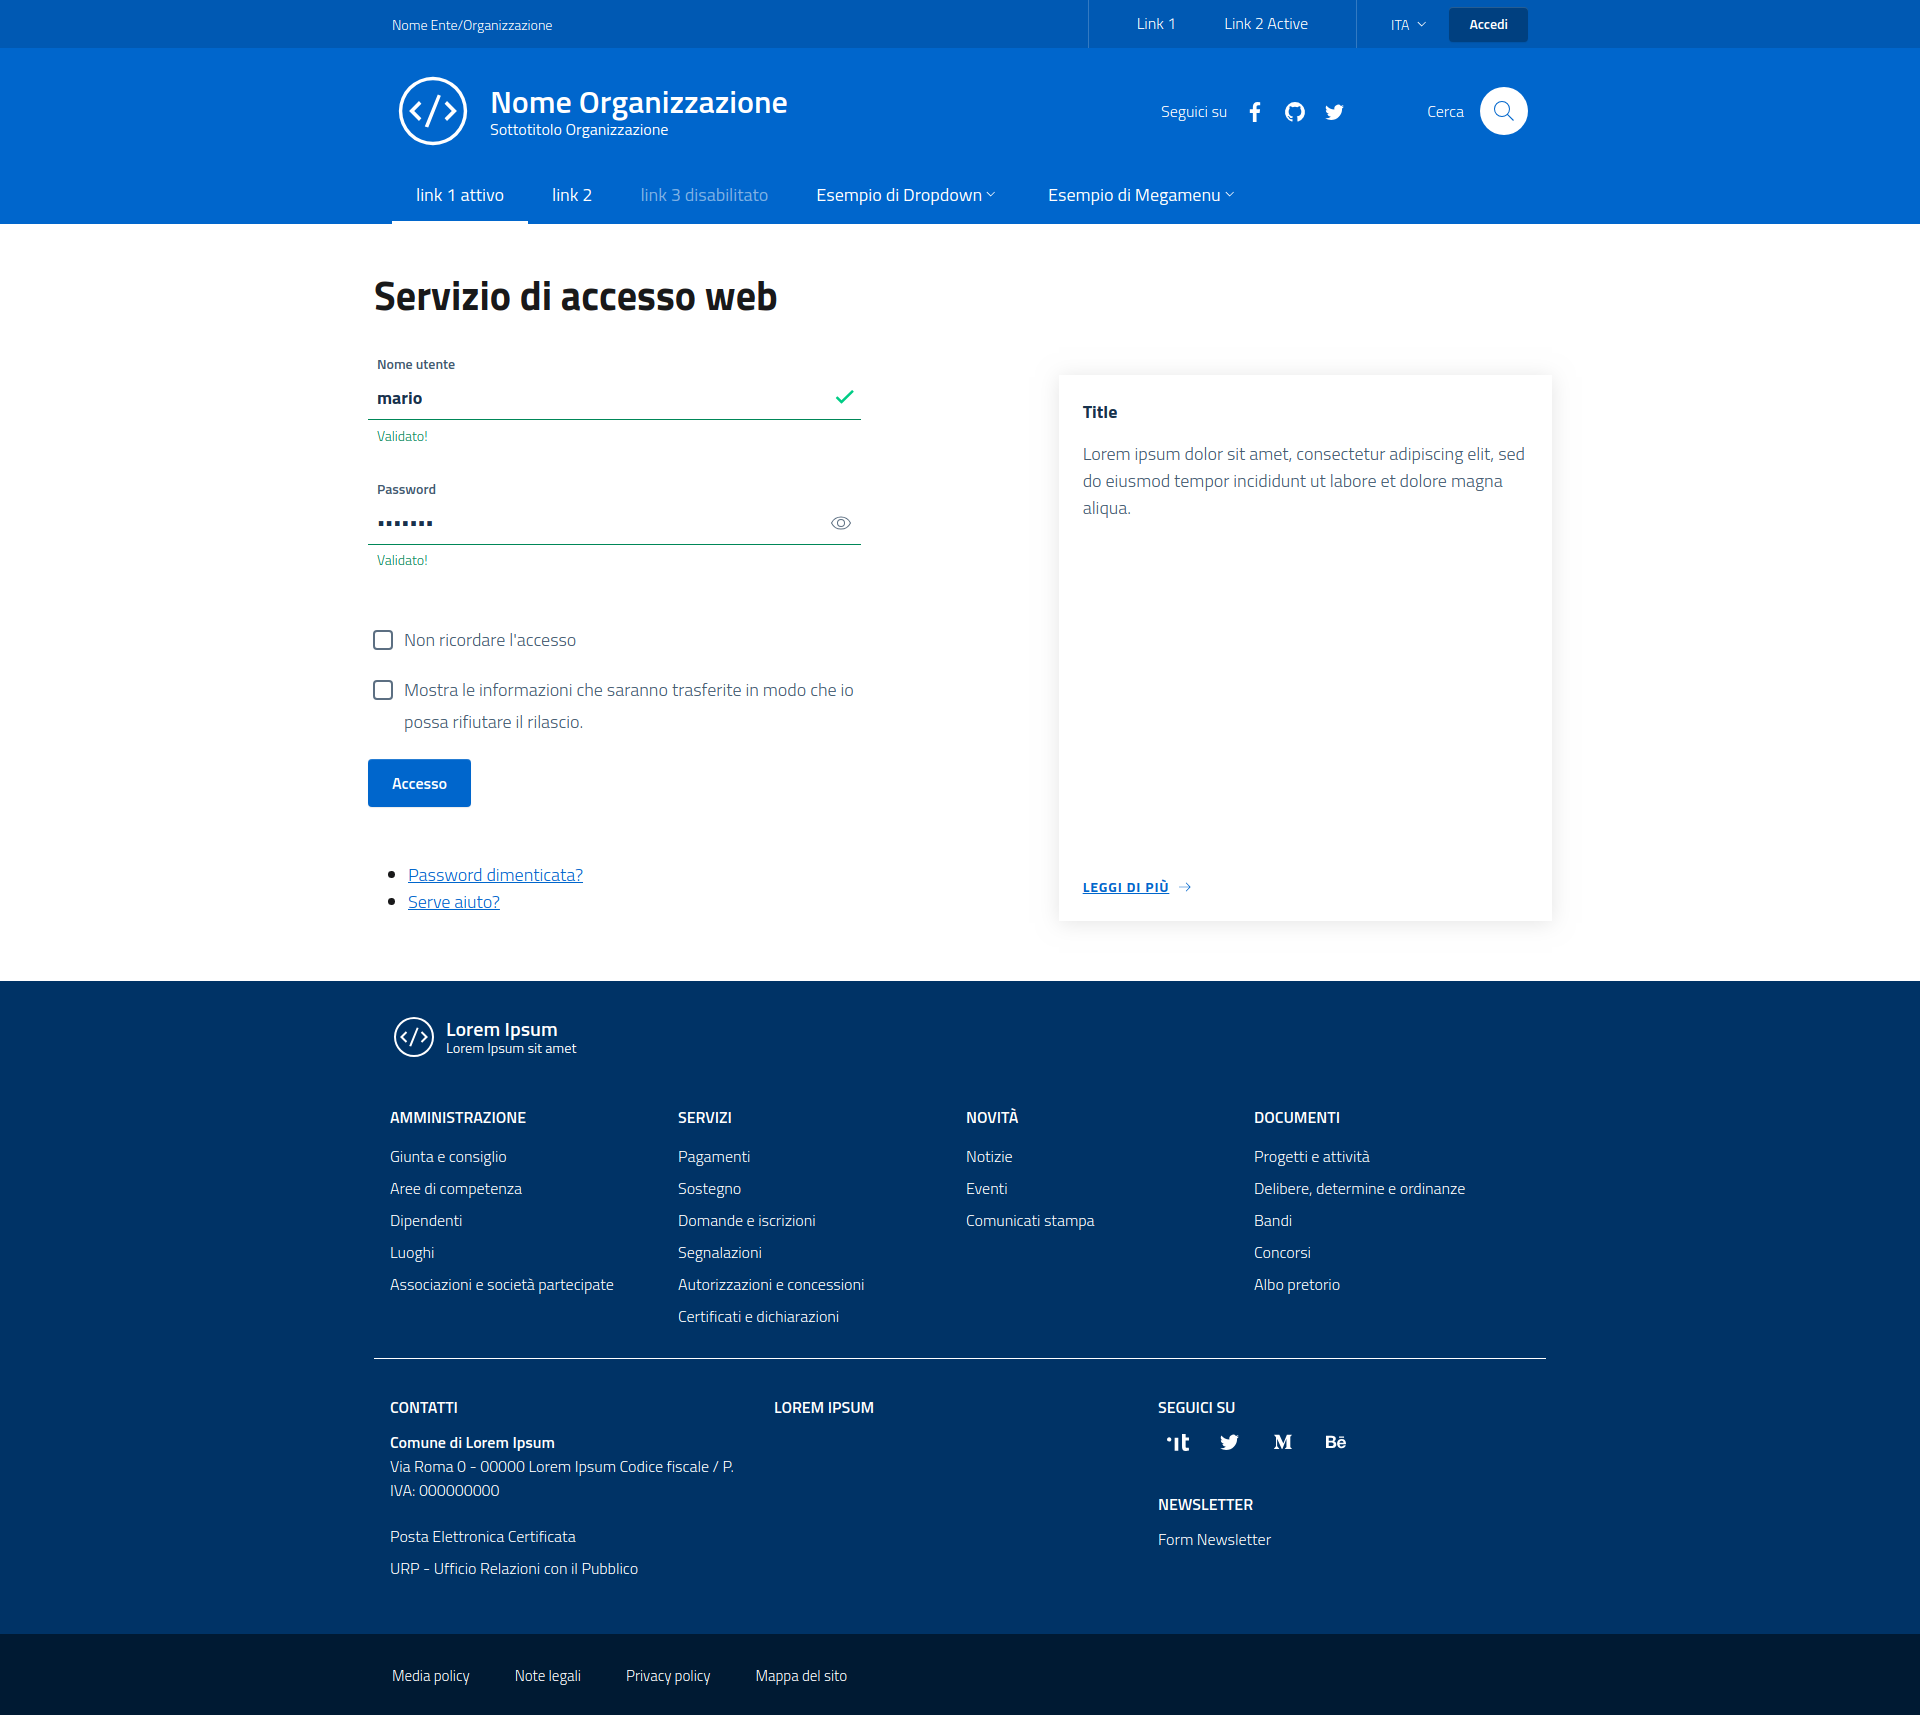 Nome Ente/Organizzazione
Link 1
Link 2 Active
ITA
Accedi
Nome Organizzazione
Sottotitolo Organizzazione
Seguici su
Cerca
link 1 attivo
link 2
link 3 disabilitato
Esempio di Dropdown
Esempio di Megamenu
Servizio di accesso web
Nome utente
mario
Validato!
Password
Validato!
Non ricordare l'accesso
Mostra le informazioni che saranno trasferite in modo che io
possa rifiutare il rilascio.
Accesso
Password dimenticata?
Serve aiuto?
Title
Lorem ipsum dolor sit amet, consectetur adipiscing elit, sed
do eiusmod tempor incididunt ut labore et dolore magna
aliqua.
LEGGI DI PIÙ
Lorem Ipsum
Lorem Ipsum sit amet
AMMINISTRAZIONE
Giunta e consiglio
Aree di competenza
Dipendenti
Luoghi
Associazioni e società partecipate
SERVIZI
Pagamenti
Sostegno
Domande e iscrizioni
Segnalazioni
Autorizzazioni e concessioni
Certificati e dichiarazioni
NOVITÀ
Notizie
Eventi
Comunicati stampa
DOCUMENTI
Progetti e attività
Delibere, determine e ordinanze
Bandi
Concorsi
Albo pretorio
CONTATTI
Comune di Lorem Ipsum
Via Roma 0 - 00000 Lorem Ipsum Codice fiscale / P.
IVA: 000000000
Posta Elettronica Certificata
URP - Ufficio Relazioni con il Pubblico
LOREM IPSUM
SEGUICI SU
NEWSLETTER
Form Newsletter
Media policy
Note legali
Privacy policy
Mappa del sito